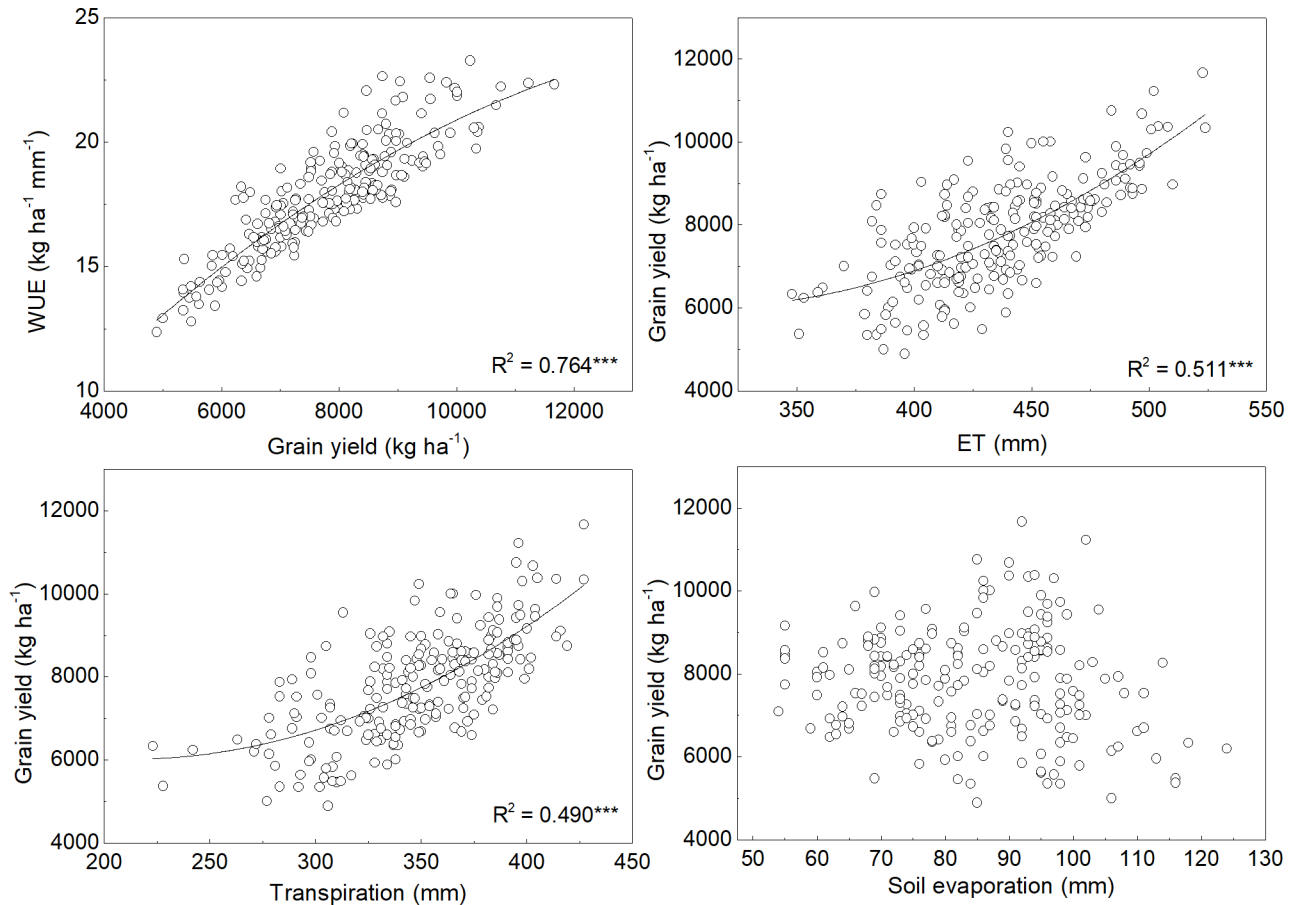 25
20
15
10
WUE (kg ha⁻¹ mm⁻¹)
R² = 0.764***
4000 6000 8000 10000 12000
Grain yield (kg ha⁻¹)
12000
10000
8000
6000
4000
Grain yield (kg ha⁻¹)
R² = 0.511***
350 400 450 500 550
ET (mm)
12000
10000
8000
6000
4000
Grain yield (kg ha⁻¹)
R² = 0.490***
200 250 300 350 400 450
Transpiration (mm)
12000
10000
8000
6000
4000
Grain yield (kg ha⁻¹)
50 60 70 80 90 100 110 120 130
Soil evaporation (mm)